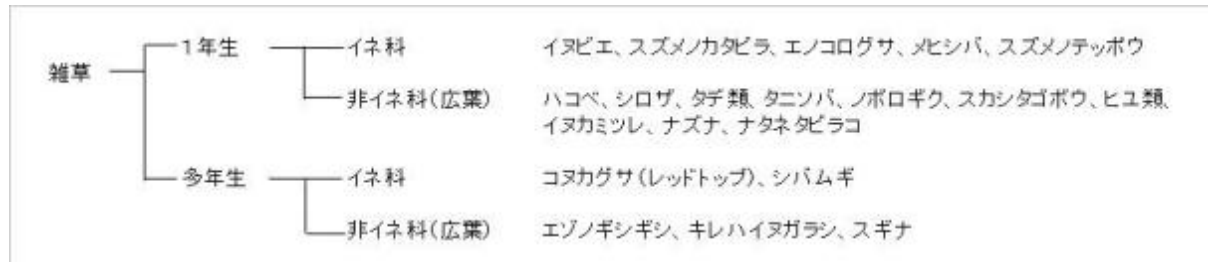 1年生 イネ科 イヌビエ、スズメノカタビラ、エノコログサ、メヒシバ、スズメノテッポウ
雑草
非イネ科(広葉) ハコベ、シロザ、タデ類、タニソバ、ノボロギク、スカシタゴボウ、ヒユ類、
イヌカミツレ、ナズナ、ナタネタビラコ
多年生 イネ科 コヌカグサ(レッドトップ)、シバムギ
非イネ科(広葉) エゾノギシギシ、キレハイヌガラシ、スギナ